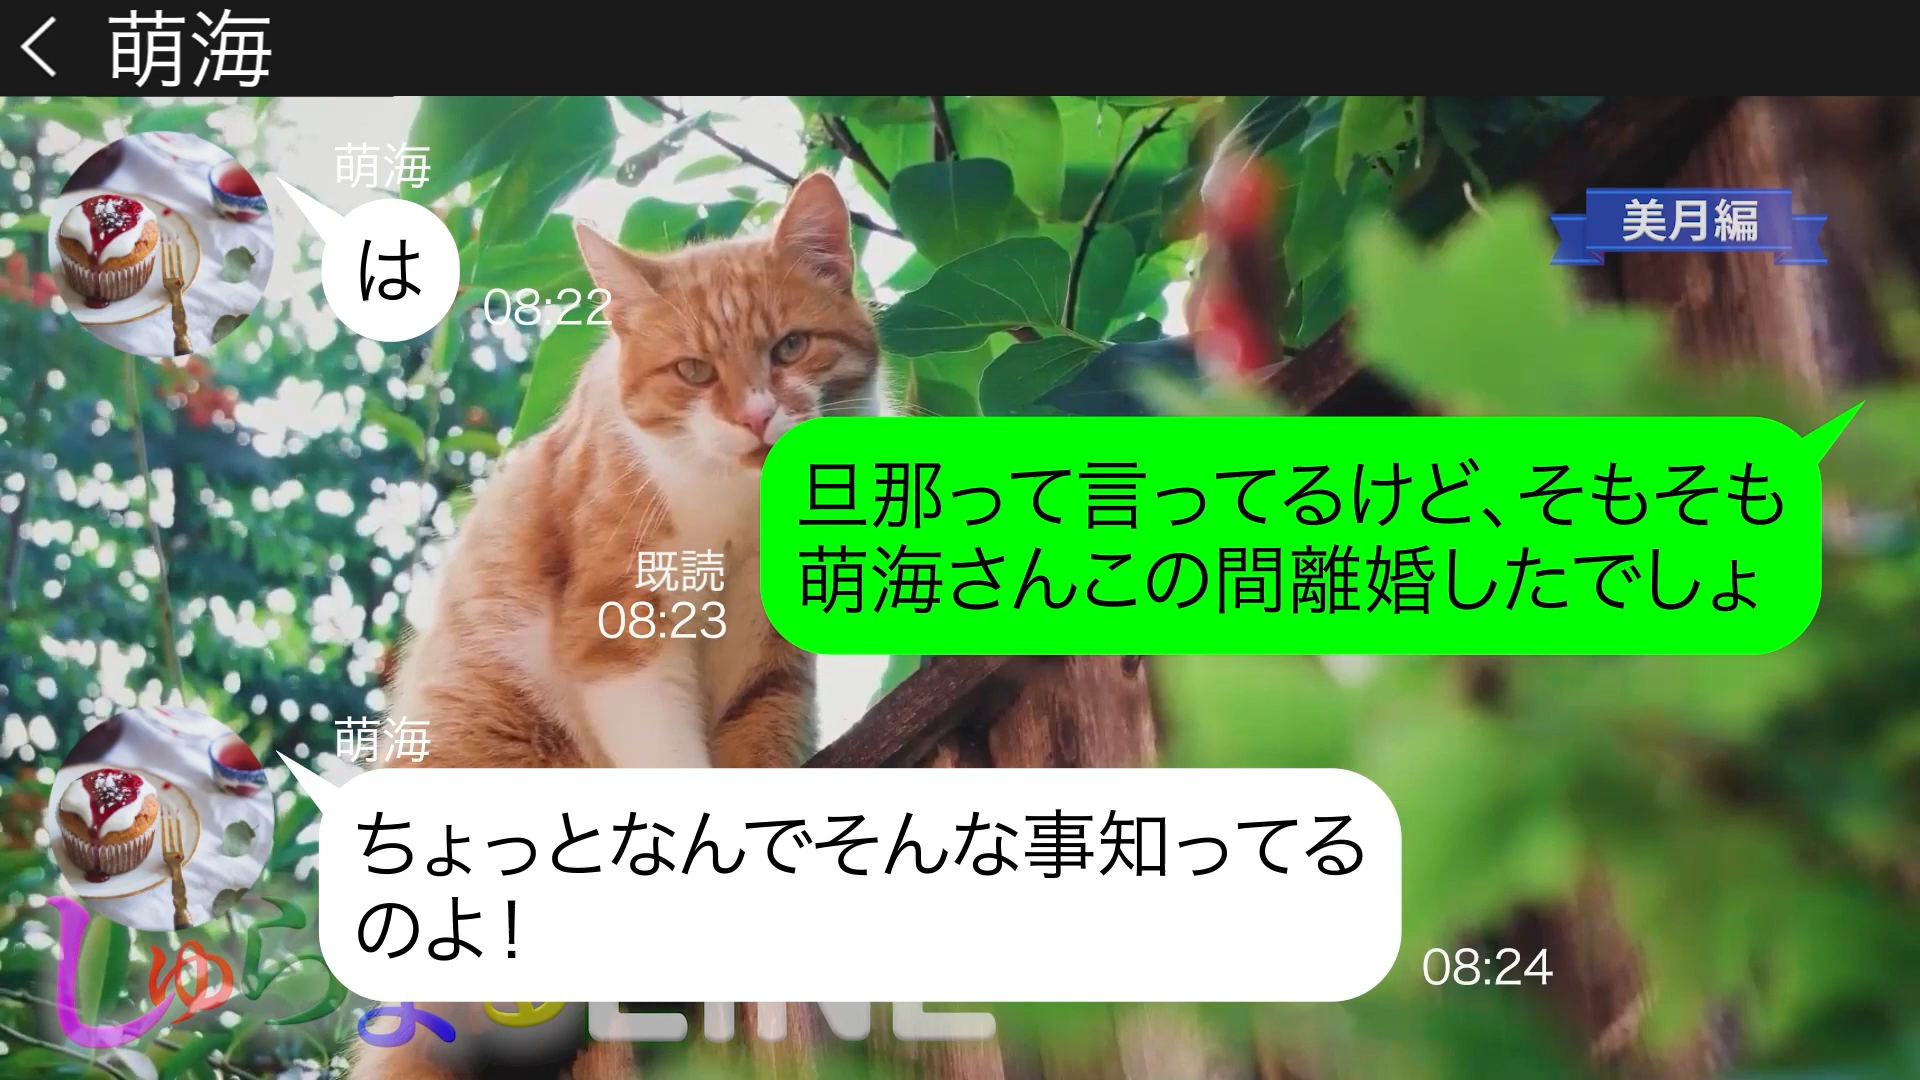 萌海
萌海
は
08:22
美月編
旦那って言ってるけど、そもそも
萌海さんこの間離婚したでしょ
既読
08:23
萌海
ちょっとなんでそんな事知ってる
のよ！
08:24